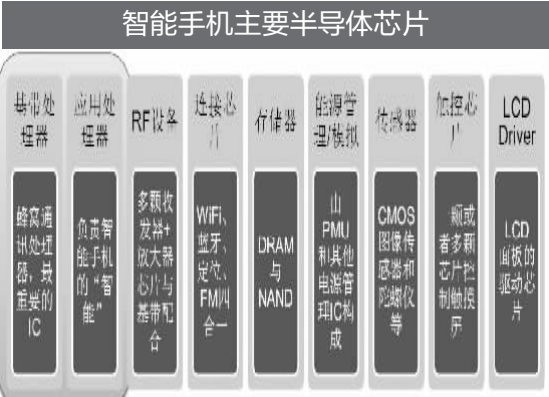 智能手机主要半导体芯片
基带处
理器
应用处
理器
RF设备
连接芯
片
存储器
能源管
理/模拟
传感器
触控芯
片
LCD
Driver
蜂窝通
讯处理
器，最
重要的
IC
负责智
能手机
的“智
能”
多颗收
发器+
放大器
芯片与
基带配
合
WiFi、
蓝牙、
定位、
FM四
合一
DRAM
与
NAND
由
PMU
和其他
电源管
理IC构
成
CMOS
图像传
感器和
陀螺仪
等
一颗或
者多颗
芯片控
制触摸
屏
LCD
面板的
驱动芯
片